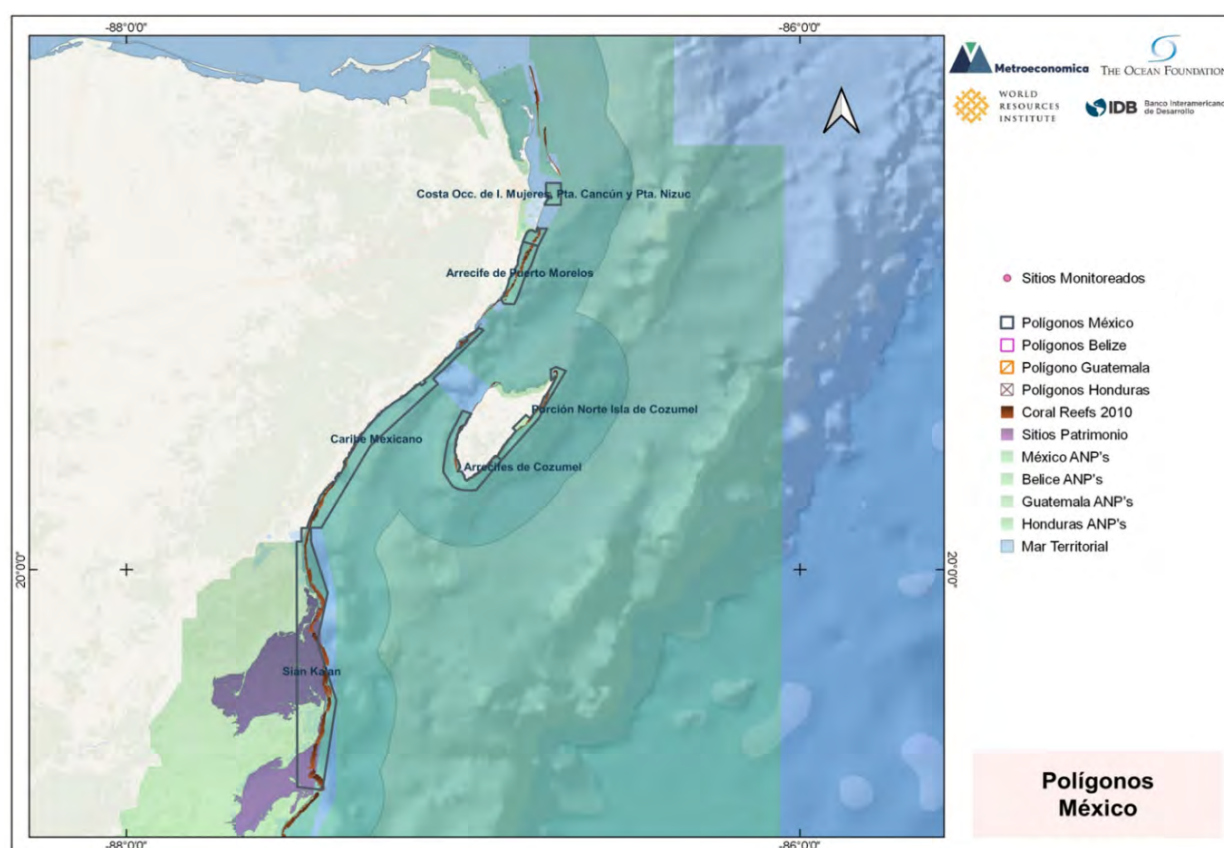 -88°0'0"
-86°0'0"
Metroeconomica
THE OCEAN FOUNDATION
WORLD
RESOURCES
INSTITUTE
IDB
Banco Interamericano
de Desarrollo
Costa Occ. de I. Mujeres, Pta. Cancún y Pta. Nizuc
Arrecife de Puerto Morelos
Porción Norte Isla de Cozumel
Caribe Mexicano
Arrecifes de Cozumel
20°0'0"
20°0'0"
Sian Ka'an
Sitios Monitoreados
Polígonos México
Polígonos Belize
Polígono Guatemala
Polígonos Honduras
Coral Reefs 2010
Sitios Patrimonio
México ANP's
Belice ANP's
Guatemala ANP's
Honduras ANP's
Mar Territorial
Polígonos
México
-88°0'0"
-86°0'0"